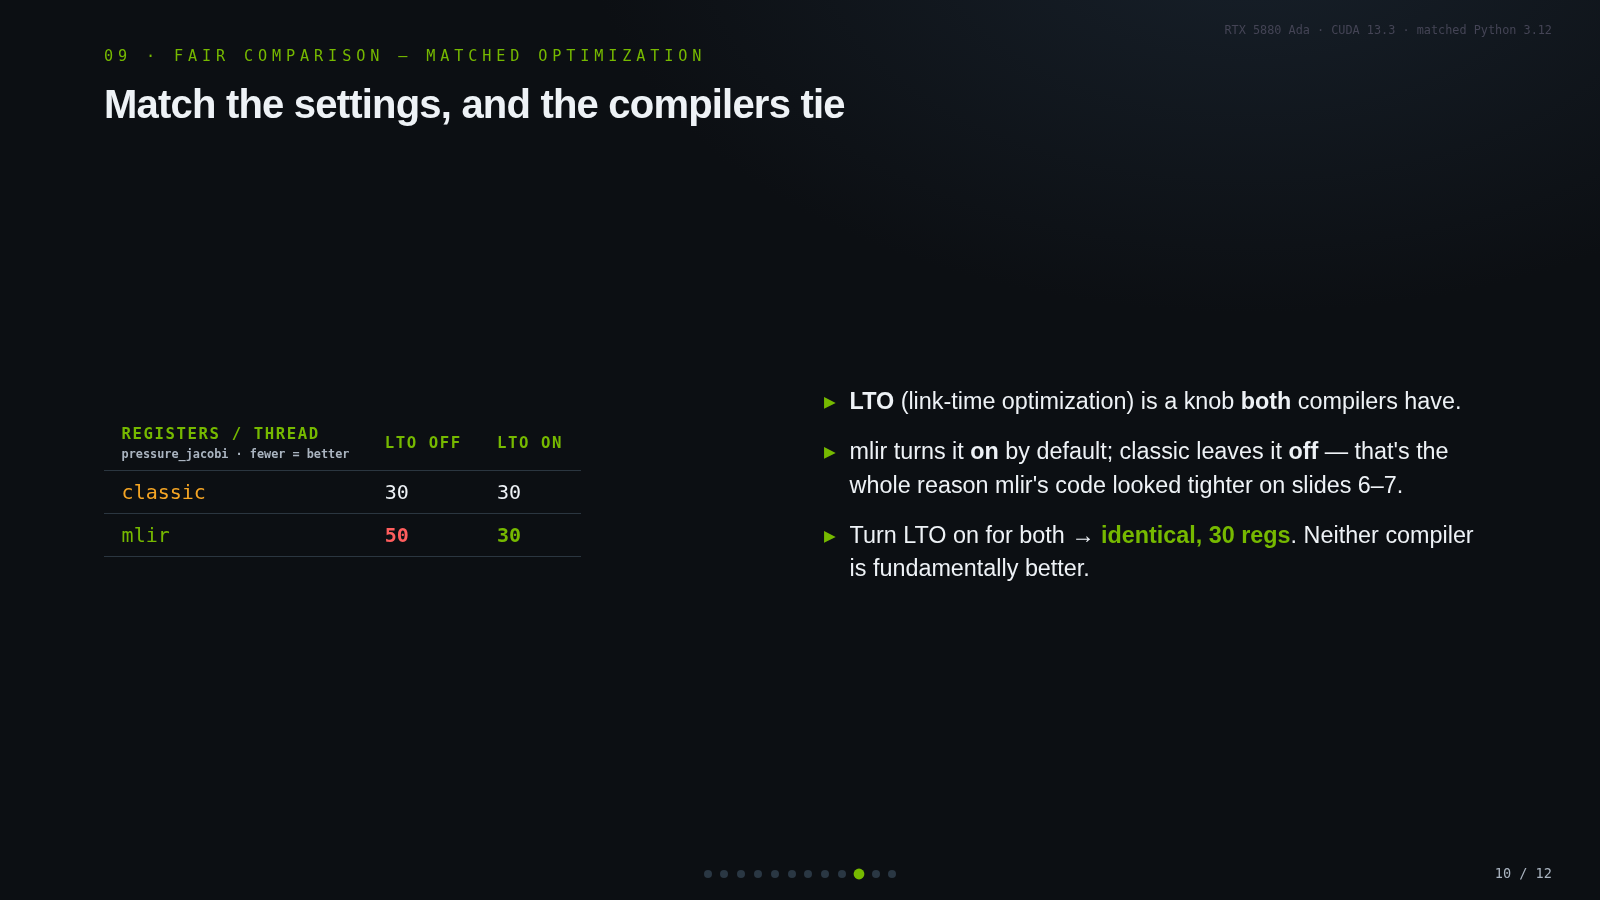 RTX 5880 Ada · CUDA 13.3 · matched Python 3.12
09 · FAIR COMPARISON — MATCHED OPTIMIZATION
Match the settings, and the compilers tie
REGISTERS / THREAD
pressure_jacobi · fewer = better
LTO OFF LTO ON
classic 30 30
mlir 50 30
▶ LTO (link-time optimization) is a knob both compilers have.
▶ mlir turns it on by default; classic leaves it off — that's the
whole reason mlir's code looked tighter on slides 6–7.
▶ Turn LTO on for both → identical, 30 regs. Neither compiler
is fundamentally better.
10 / 12